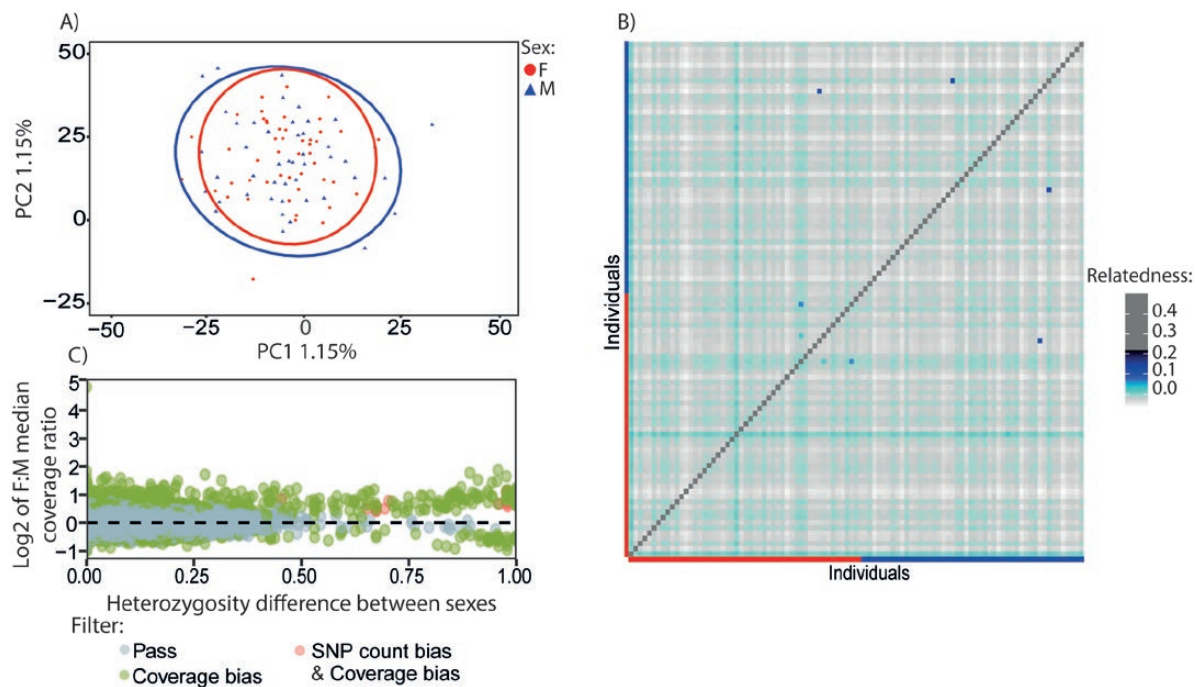 A)
50
25
0
−25
−50
−25
0
25
50
PC2 1.15%
PC1 1.15%
Sex:
F
M
B)
Individuals
Individuals
Relatedness:
0.4
0.3
0.2
0.1
0.0
C)
5
4
3
2
1
0
−1
0.00
0.25
0.50
0.75
1.00
Log2 of F:M median
coverage ratio
Heterozygosity difference between sexes
Filter:
Pass
Coverage bias
SNP count bias
& Coverage bias